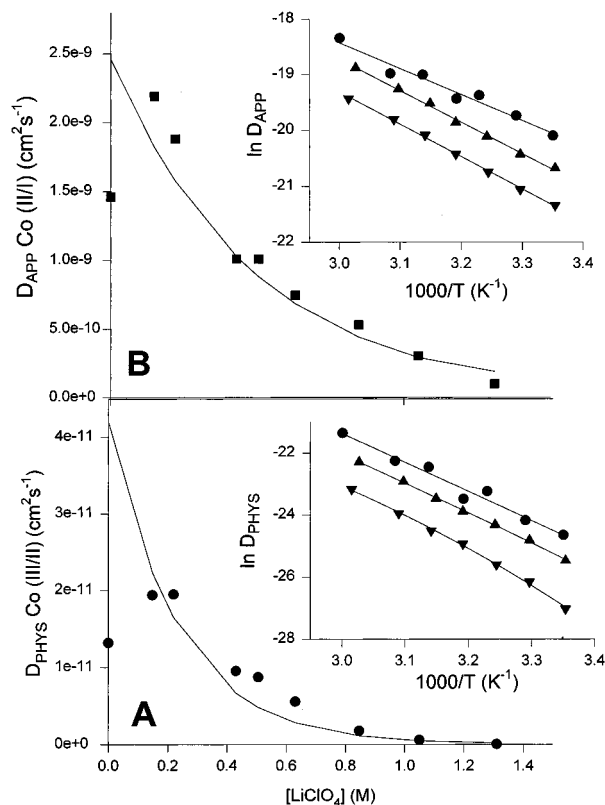 D_APP Co (II/I) (cm²s⁻¹)
2.5e-9
2.0e-9
1.5e-9
1.0e-9
5.0e-10
0.0e+0
B
ln D_APP
-18
-19
-20
-21
-22
3.0 3.1 3.2 3.3 3.4
1000/T (K⁻¹)
D_PHYS Co (III/II) (cm²s⁻¹)
4e-11
3e-11
2e-11
1e-11
0e+0
A
ln D_PHYS
-22
-24
-26
-28
3.0 3.1 3.2 3.3 3.4
1000/T (K⁻¹)
0.0 0.2 0.4 0.6 0.8 1.0 1.2 1.4
[LiClO₄] (M)